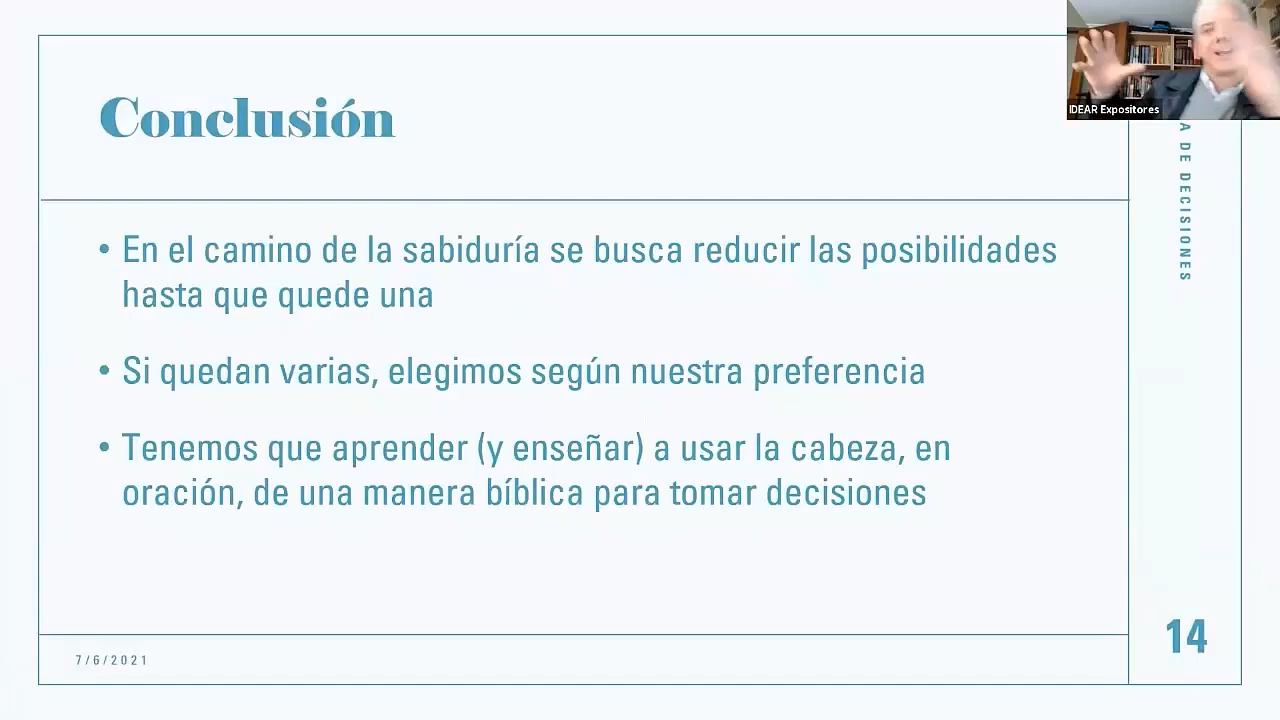 IDEAR Expositores
Conclusión
A DE DECISIONES
• En el camino de la sabiduría se busca reducir las posibilidades
hasta que quede una
• Si quedan varias, elegimos según nuestra preferencia
• Tenemos que aprender (y enseñar) a usar la cabeza, en
oración, de una manera bíblica para tomar decisiones
14
7/6/2021